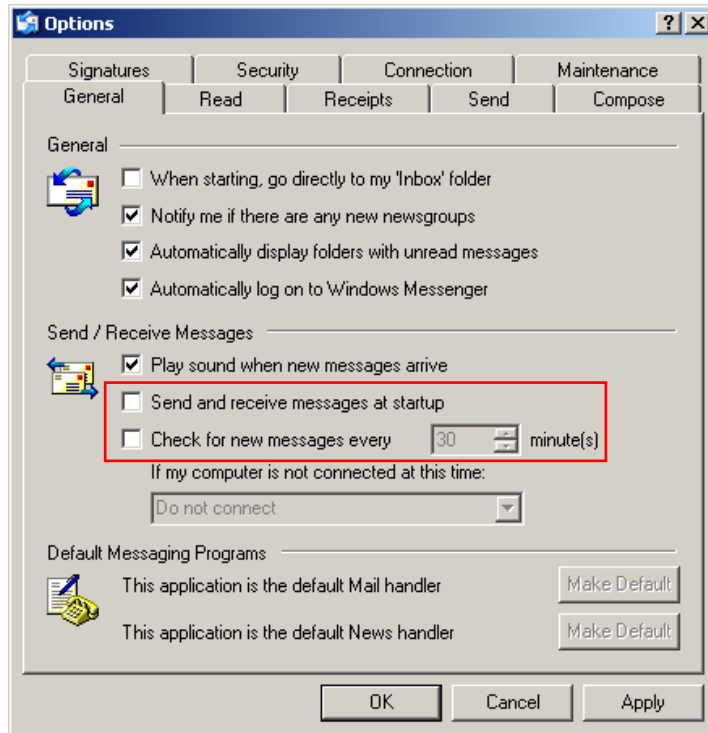 Options
Signatures Security Connection Maintenance
General Read Receipts Send Compose
General
When starting, go directly to my 'Inbox' folder
Notify me if there are any new newsgroups
Automatically display folders with unread messages
Automatically log on to Windows Messenger
Send / Receive Messages
Play sound when new messages arrive
Send and receive messages at startup
Check for new messages every 30 minute(s)
If my computer is not connected at this time:
Do not connect
Default Messaging Programs
This application is the default Mail handler Make Default
This application is the default News handler Make Default
OK Cancel Apply